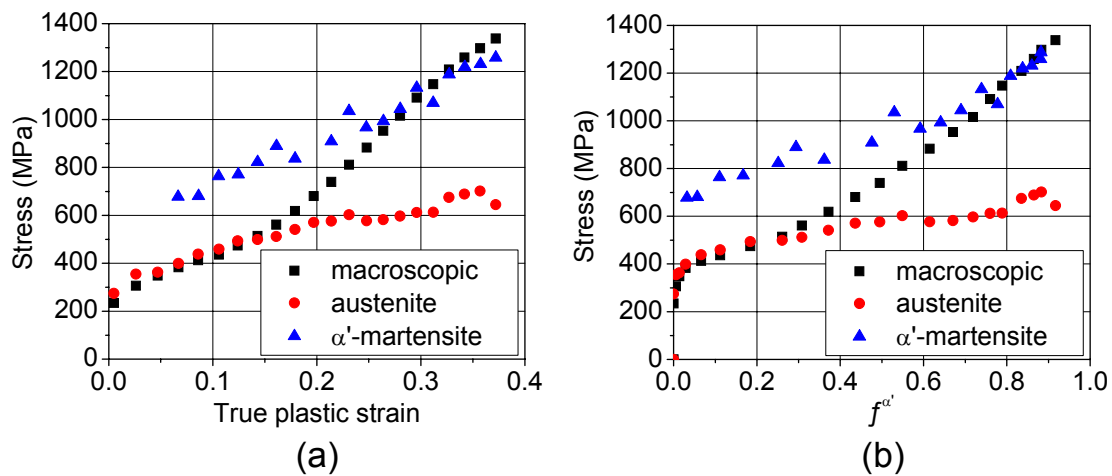 1400
1200
1000
800
600
400
200
0
Stress (MPa)
macroscopic
austenite
α'-martensite
0.0 0.1 0.2 0.3 0.4
True plastic strain
(a)
1400
1200
1000
800
600
400
200
0
Stress (MPa)
macroscopic
austenite
α'-martensite
0.0 0.2 0.4 0.6 0.8 1.0
f^α'
(b)